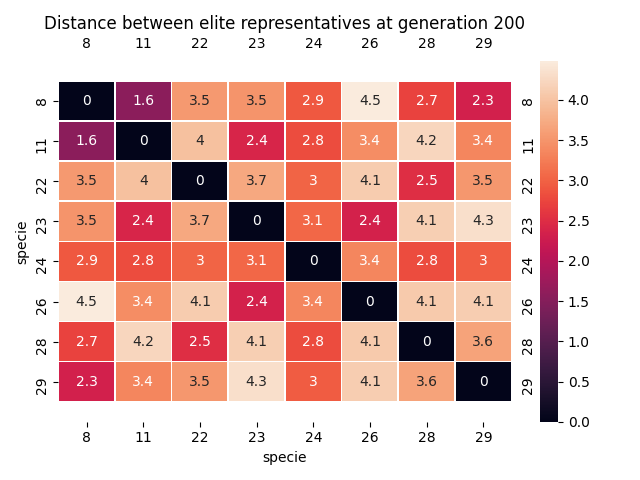 Distance between elite representatives at generation 200
8 11 22 23 24 26 28 29
8 0 1.6 3.5 3.5 2.9 4.5 2.7 2.3 8
11 1.6 0 4 2.4 2.8 3.4 4.2 3.4 11
22 3.5 4 0 3.7 3 4.1 2.5 3.5 22
23 3.5 2.4 3.7 0 3.1 2.4 4.1 4.3 23
24 2.9 2.8 3 3.1 0 3.4 2.8 3 24
26 4.5 3.4 4.1 2.4 3.4 0 4.1 4.1 26
28 2.7 4.2 2.5 4.1 2.8 4.1 0 3.6 28
29 2.3 3.4 3.5 4.3 3 4.1 3.6 0 29
8 11 22 23 24 26 28 29
specie
specie
4.0
3.5
3.0
2.5
2.0
1.5
1.0
0.5
0.0